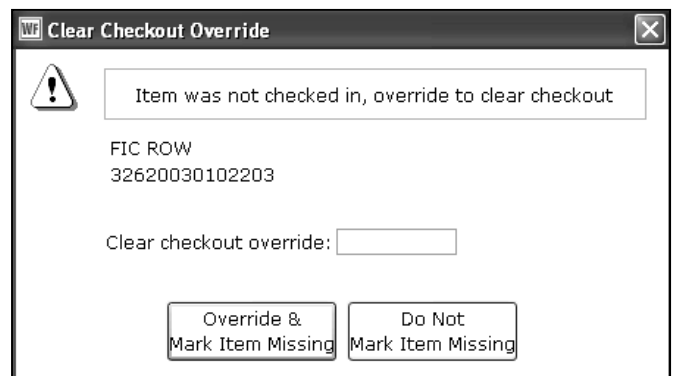 WF Clear Checkout Override
Item was not checked in, override to clear checkout
FIC ROW
32620030102203
Clear checkout override:
Override &
Mark Item Missing
Do Not
Mark Item Missing